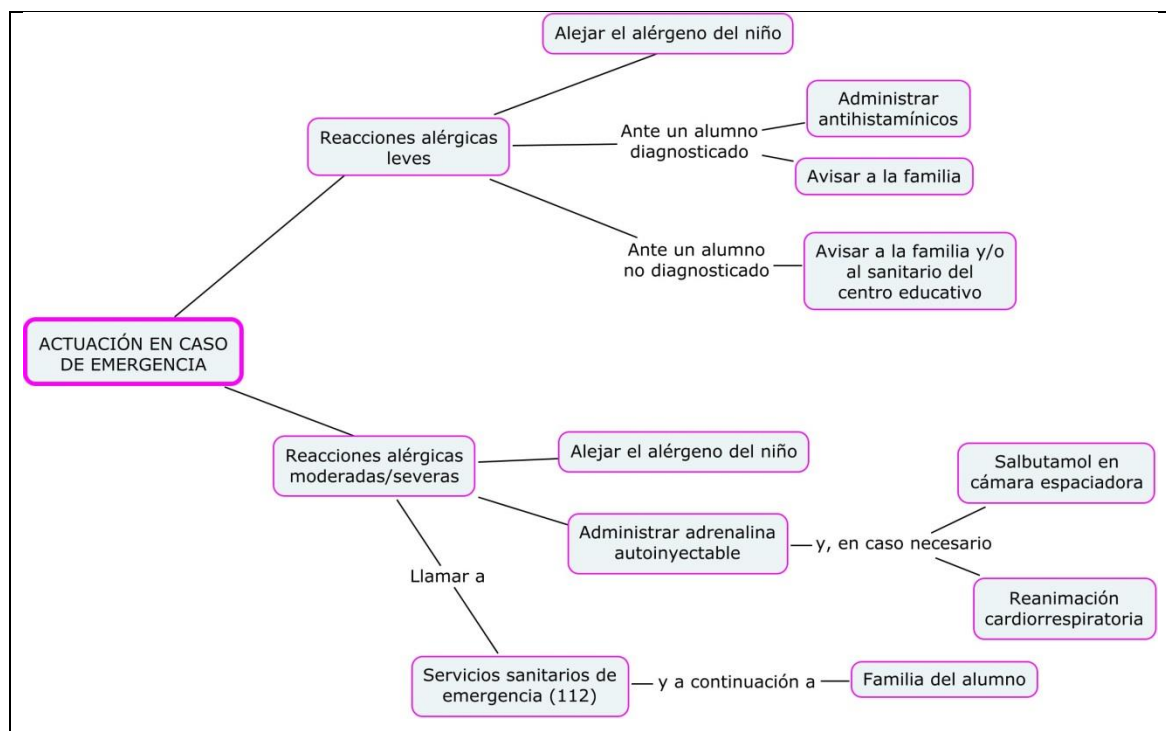 Alejar el alérgeno del niño
Reacciones alérgicas
leves
Ante un alumno
diagnosticado
Administrar
antihistamínicos
Avisar a la familia
Ante un alumno
no diagnosticado
Avisar a la familia y/o
al sanitario del
centro educativo
ACTUACIÓN EN CASO
DE EMERGENCIA
Reacciones alérgicas
moderadas/severas
Alejar el alérgeno del niño
Administrar adrenalina
autoinyectable
y, en caso necesario
Salbutamol en
cámara espaciadora
Reanimación
cardiorrespiratoria
Llamar a
Servicios sanitarios de
emergencia (112)
y a continuación a
Familia del alumno